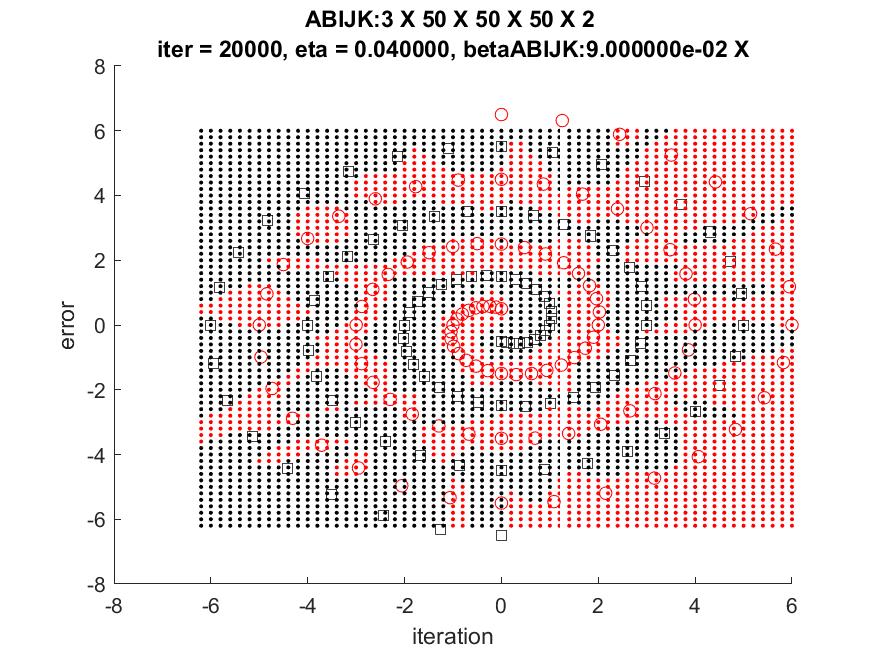 ABIJK:3 X 50 X 50 X 50 X 2
iter = 20000, eta = 0.040000, betaABIJK:9.000000e-02 X
8
6
4
2
0
-2
-4
-6
-8
error
-8 -6 -4 -2 0 2 4 6
iteration